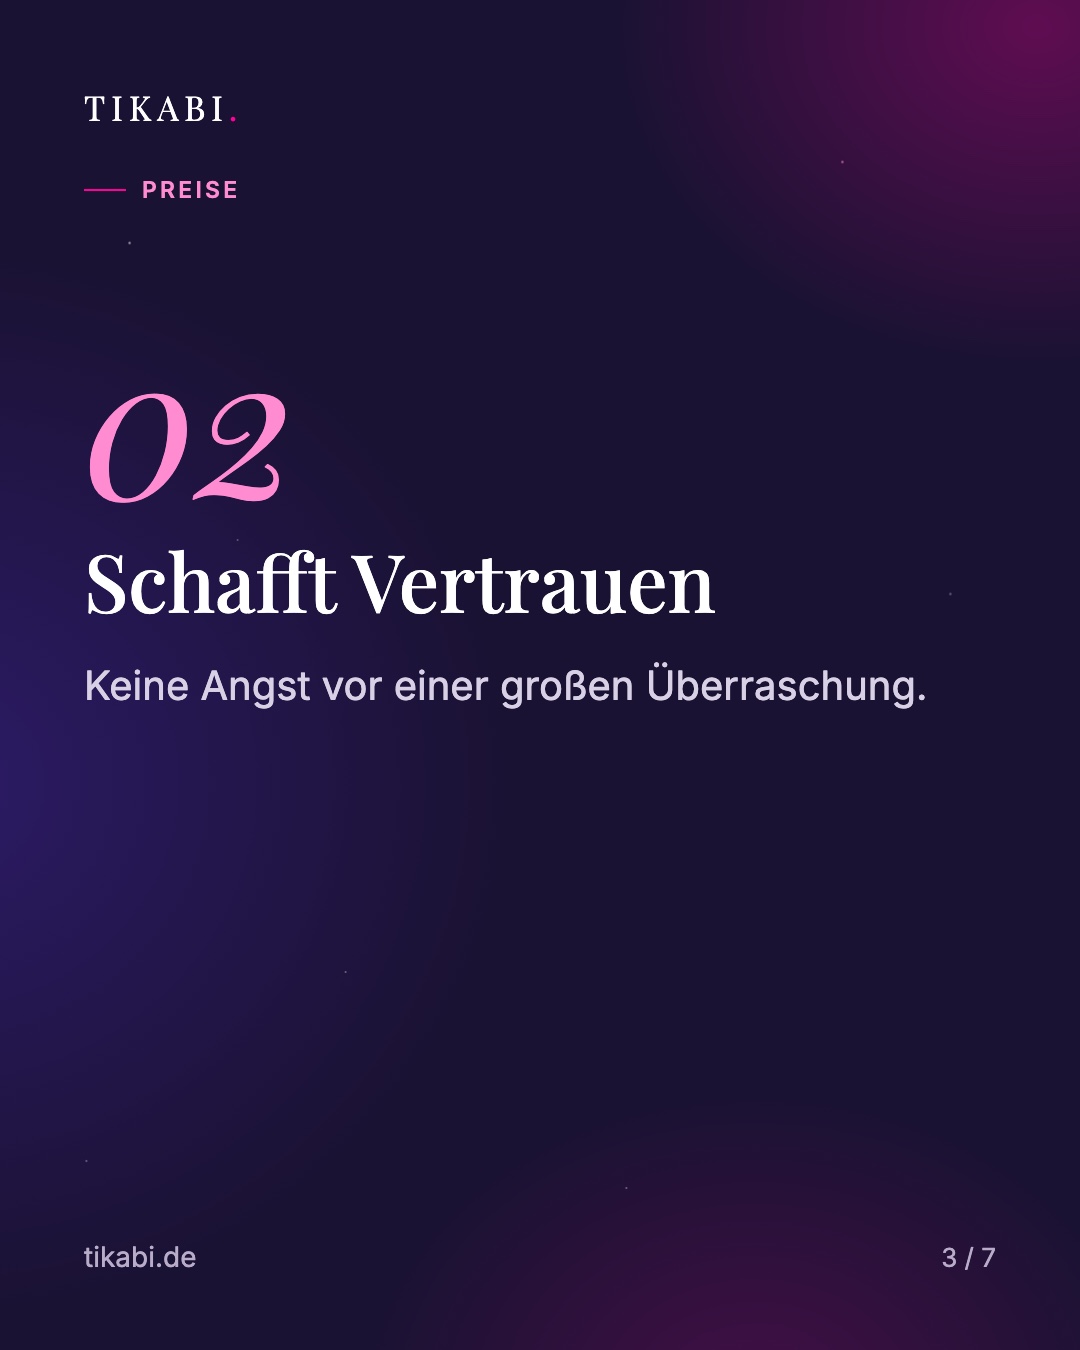 TIKABI.
PREISE
02
Schafft Vertrauen
Keine Angst vor einer großen Überraschung.
tikabi.de
3 / 7